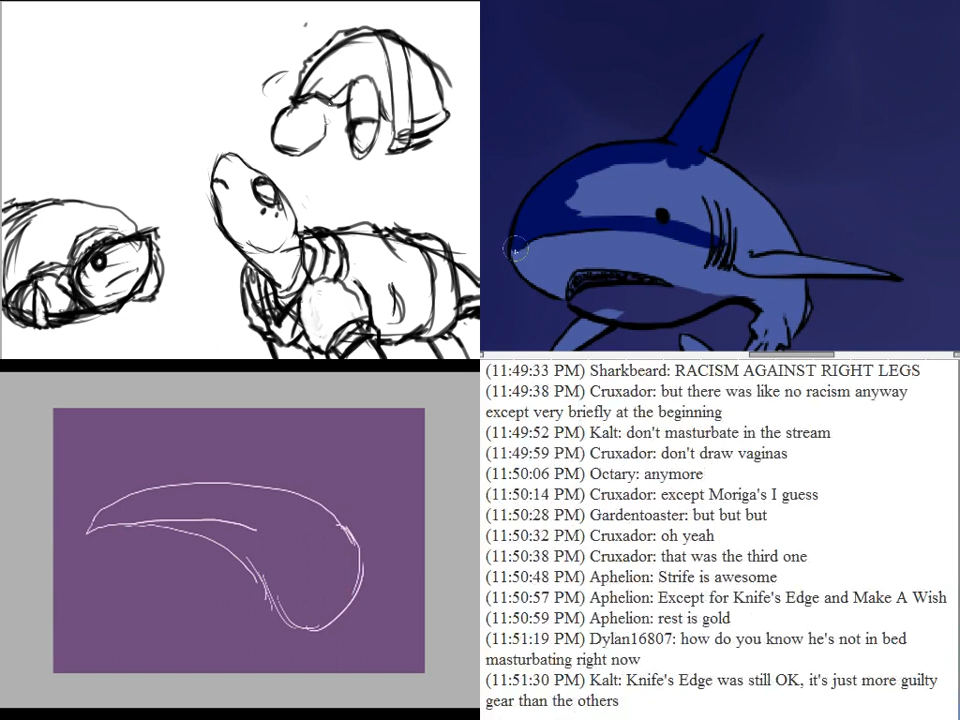 (11:49:33 PM) Sharkbeard: RACISM AGAINST RIGHT LEGS
(11:49:38 PM) Cruxador: but there was like no racism anyway
except very briefly at the beginning
(11:49:52 PM) Kalt: don't masturbate in the stream
(11:49:59 PM) Cruxador: don't draw vaginas
(11:50:06 PM) Octary: anymore
(11:50:14 PM) Cruxador: except Moriga's I guess
(11:50:28 PM) Gardentoaster: but but but
(11:50:32 PM) Cruxador: oh yeah
(11:50:38 PM) Cruxador: that was the third one
(11:50:48 PM) Aphelion: Strife is awesome
(11:50:57 PM) Aphelion: Except for Knife's Edge and Make A Wish
(11:50:59 PM) Aphelion: rest is gold
(11:51:19 PM) Dylan16807: how do you know he's not in bed
masturbating right now
(11:51:30 PM) Kalt: Knife's Edge was still OK, it's just more guilty
gear than the others